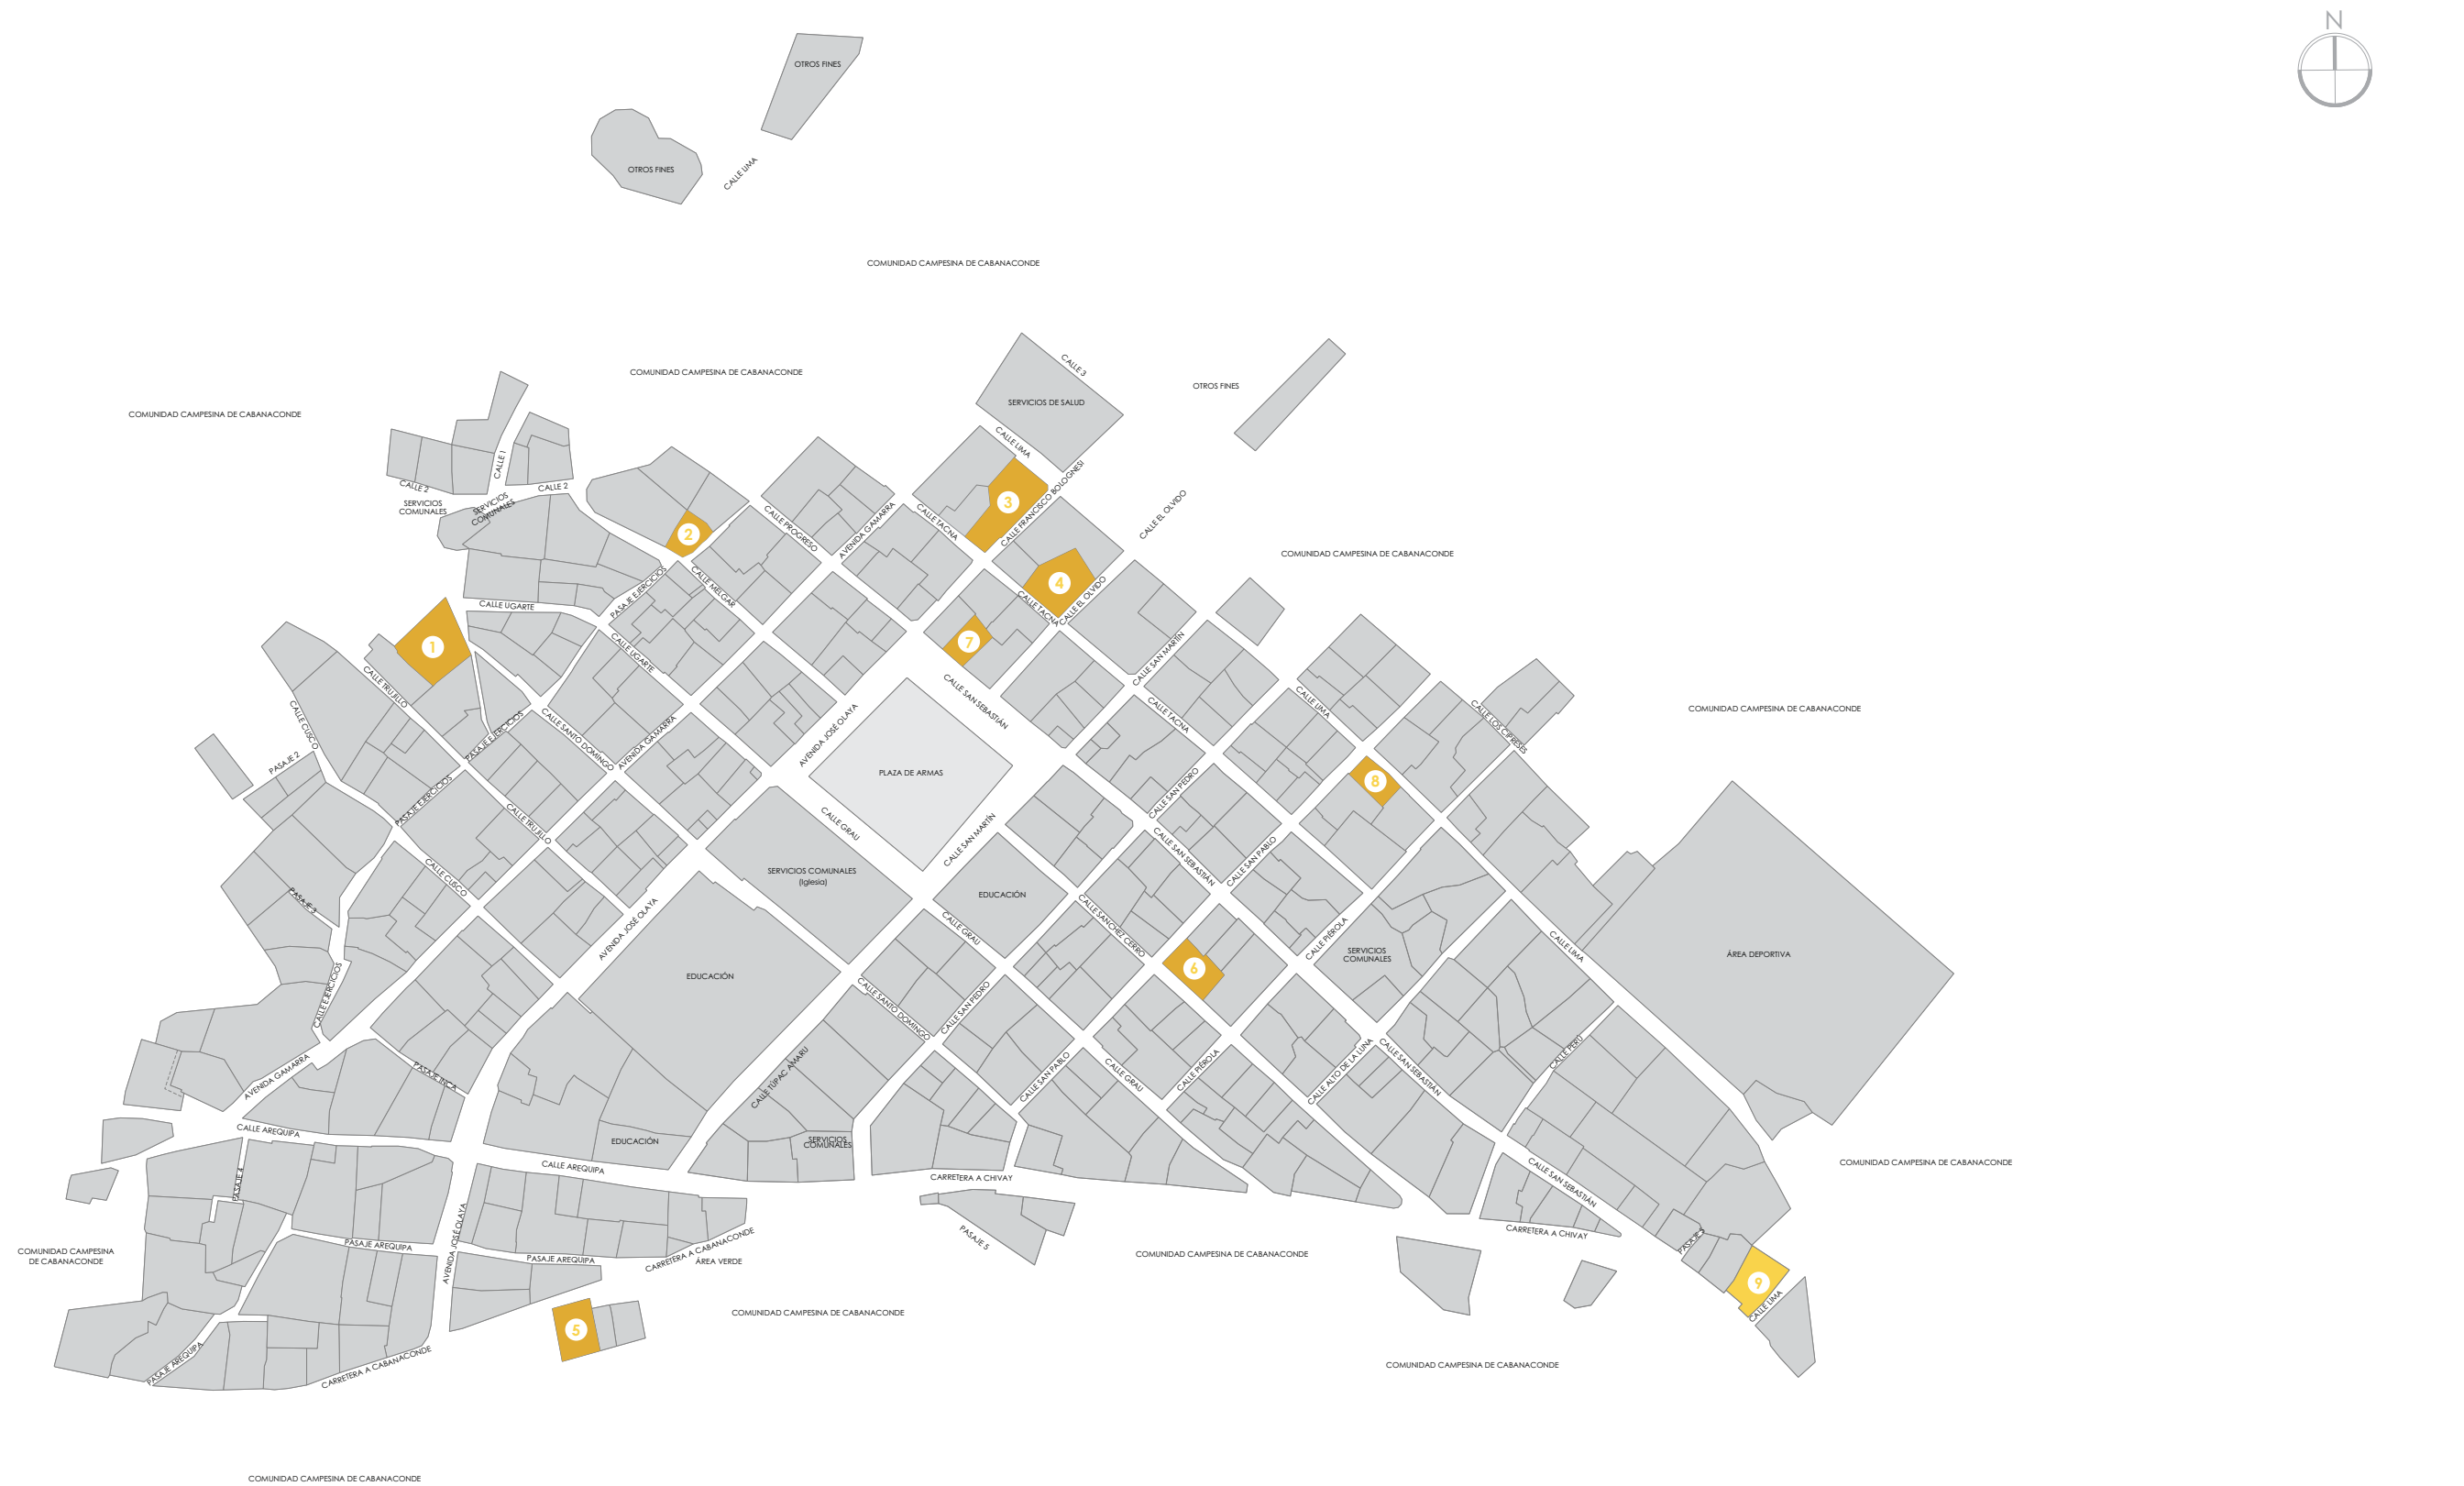 N
OTROS FINES
OTROS FINES
CALLE LIMA
COMUNIDAD CAMPESINA DE CABANACONDE
CALLE 3
COMUNIDAD CAMPESINA DE CABANACONDE
OTROS FINES
SERVICIOS DE SALUD
COMUNIDAD CAMPESINA DE CABANACONDE
CALLE LIMA
CALLE 1
CALLE 2
CALLE 2
SERVICIOS
COMUNALES
SERVICIOS
COMUNALES
3
CALLE FRANCISCO BOLOGNESI
CALLE EL OLVIDO
CALLE PROGRESO
AVENIDA GAMARRA
CALLE TACNA
2
COMUNIDAD CAMPESINA DE CABANACONDE
4
CALLE MELGAR
PASAJE EJERCICIOS
CALLE UGARTE
CALLE TACNA
CALLE EL OLVIDO
1
CALLE UGARTE
7
CALLE SAN MARTÍN
CALLE TRUJILLO
CALLE SAN SEBASTIÁN
CALLE LIMA
CALLE TACNA
COMUNIDAD CAMPESINA DE CABANACONDE
CALLE CUSCO
PASAJE EJERCICIOS
CALLE SANTO DOMINGO
AVENIDA GAMARRA
AVENIDA JOSÉ OLAYA
CALLE LOS CIPRESES
PASAJE 2
PLAZA DE ARMAS
8
PASAJE EJERCICIOS
CALLE TRUJILLO
CALLE GRAU
CALLE SAN MARTÍN
CALLE SAN PEDRO
CALLE SAN SEBASTIÁN
CALLE SAN PABLO
CALLE CUSCO
SERVICIOS COMUNALES
(Iglesia)
EDUCACIÓN
PASAJE 3
AVENIDA JOSÉ OLAYA
CALLE GRAU
CALLE SANCHEZ CERRO
CALLE PIÉROLA
SERVICIOS
COMUNALES
CALLE LIMA
ÁREA DEPORTIVA
6
EDUCACIÓN
CALLE EJERCICIOS
CALLE SANTO DOMINGO
CALLE SAN PEDRO
AVENIDA GAMARRA
PASAJE INCA
CALLE TÚPAC AMARU
CALLE SAN PABLO
CALLE GRAU
CALLE PIÉROLA
CALLE ALTO DE LA LUNA
CALLE SAN SEBASTIÁN
CALLE PERÚ
CALLE AREQUIPA
EDUCACIÓN
SERVICIOS
COMUNALES
CALLE AREQUIPA
COMUNIDAD CAMPESINA DE CABANACONDE
PASAJE 4
CARRETERA A CHIVAY
CALLE SAN SEBASTIÁN
AVENIDA JOSÉ OLAYA
PASAJE 5
CARRETERA A CHIVAY
COMUNIDAD CAMPESINA
DE CABANACONDE
PASAJE AREQUIPA
PASAJE AREQUIPA
CARRETERA A CABANACONDE
ÁREA VERDE
COMUNIDAD CAMPESINA DE CABANACONDE
9
CALLE LIMA
COMUNIDAD CAMPESINA DE CABANACONDE
5
PASAJE AREQUIPA
CARRETERA A CABANACONDE
COMUNIDAD CAMPESINA DE CABANACONDE
COMUNIDAD CAMPESINA DE CABANACONDE